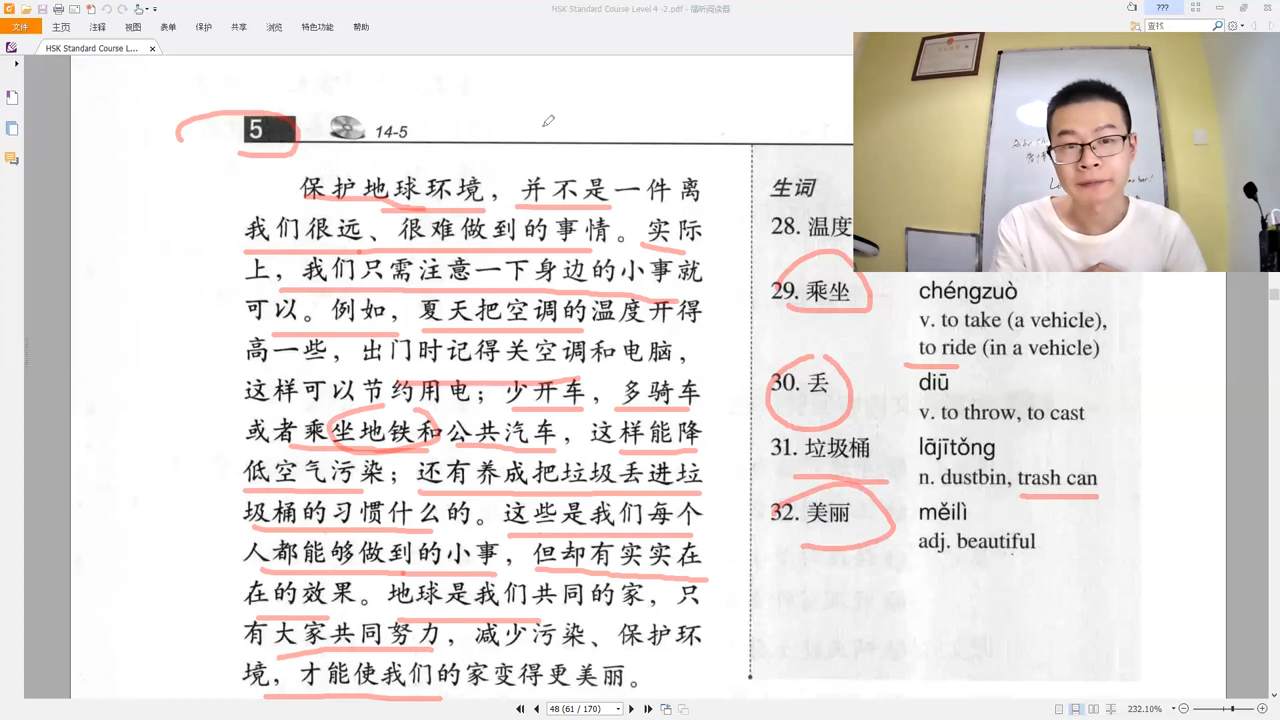 HSK Standard Course Level 4 -2.pdf - 福昕阅读器
???
文件 主页 注释 视图 表单 保护 共享 浏览 特色功能 帮助
查找
HSK Standard Course L...
5 14-5
保护地球环境，并不是一件离
我们很远、很难做到的事情。实际
上，我们只需注意一下身边的小事就
可以。例如，夏天把空调的温度开得
高一些，出门时记得关空调和电脑，
这样可以节约用电；少开车，多骑车
或者乘坐地铁和公共汽车，这样能降
低空气污染；还有养成把垃圾丢进垃
圾桶的习惯什么的。这些是我们每个
人都能够做到的小事，但却有实实在
在的效果。地球是我们共同的家，只
有大家共同努力，减少污染、保护环
境，才能使我们的家变得更美丽。
生词
28. 温度
29. 乘坐 chéngzuò
v. to take (a vehicle),
to ride (in a vehicle)
30. 丢 diū
v. to throw, to cast
31. 垃圾桶 lājītǒng
n. dustbin, trash can
32. 美丽 měilì
adj. beautiful
48 (61 / 170)
232.10%